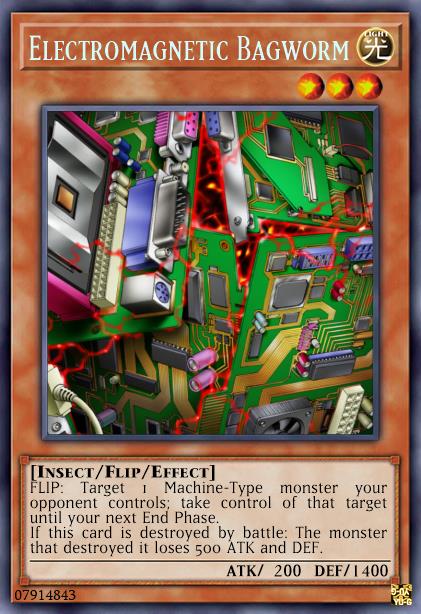 Electromagnetic Bagworm
LIGHT
光
[Insect/Flip/Effect]
FLIP: Target 1 Machine-Type monster your
opponent controls; take control of that target
until your next End Phase.
If this card is destroyed by battle: The monster
that destroyed it loses 500 ATK and DEF.
ATK/ 200 DEF/1400
07914843